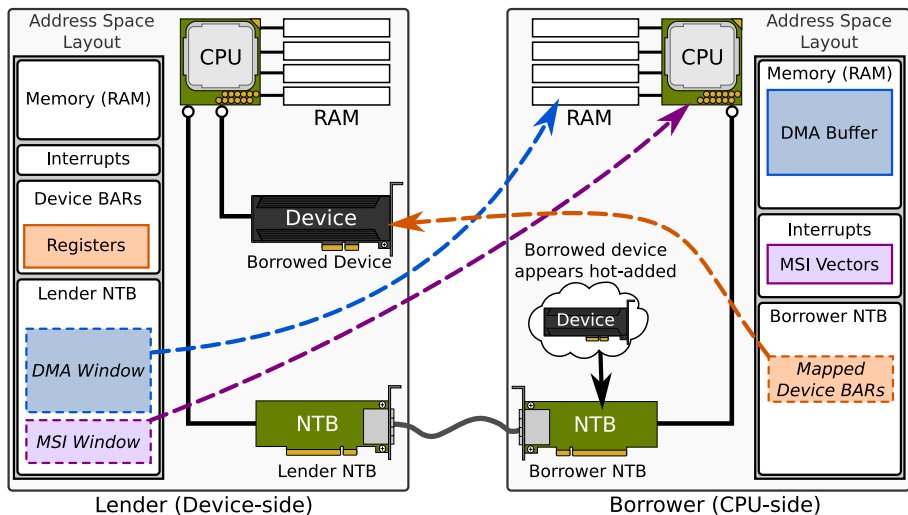 Address Space
Layout
Memory (RAM)
Interrupts
Device BARs
Registers
Lender NTB
DMA Window
MSI Window
CPU
RAM
Device
Borrowed Device
NTB
Lender NTB
Lender (Device-side)
RAM
CPU
Borrowed device
appears hot-added
Device
NTB
Borrower NTB
Address Space
Layout
Memory (RAM)
DMA Buffer
Interrupts
MSI Vectors
Borrower NTB
Mapped
Device BARs
Borrower (CPU-side)